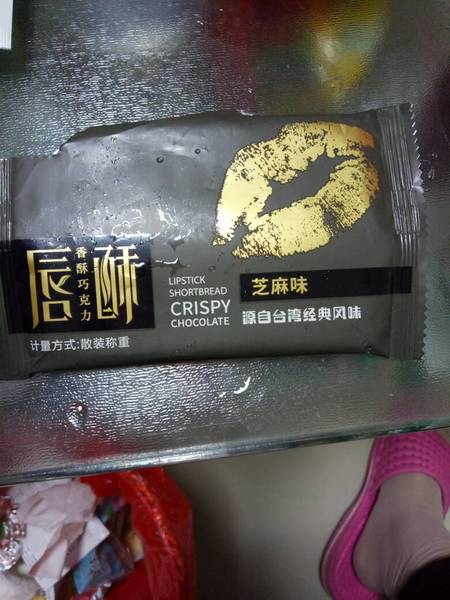 唇酥
香酥巧克力
LIPSTICK
SHORTBREAD
CRISPY
CHOCOLATE
芝麻味
源自台湾经典风味
计量方式:散装称重